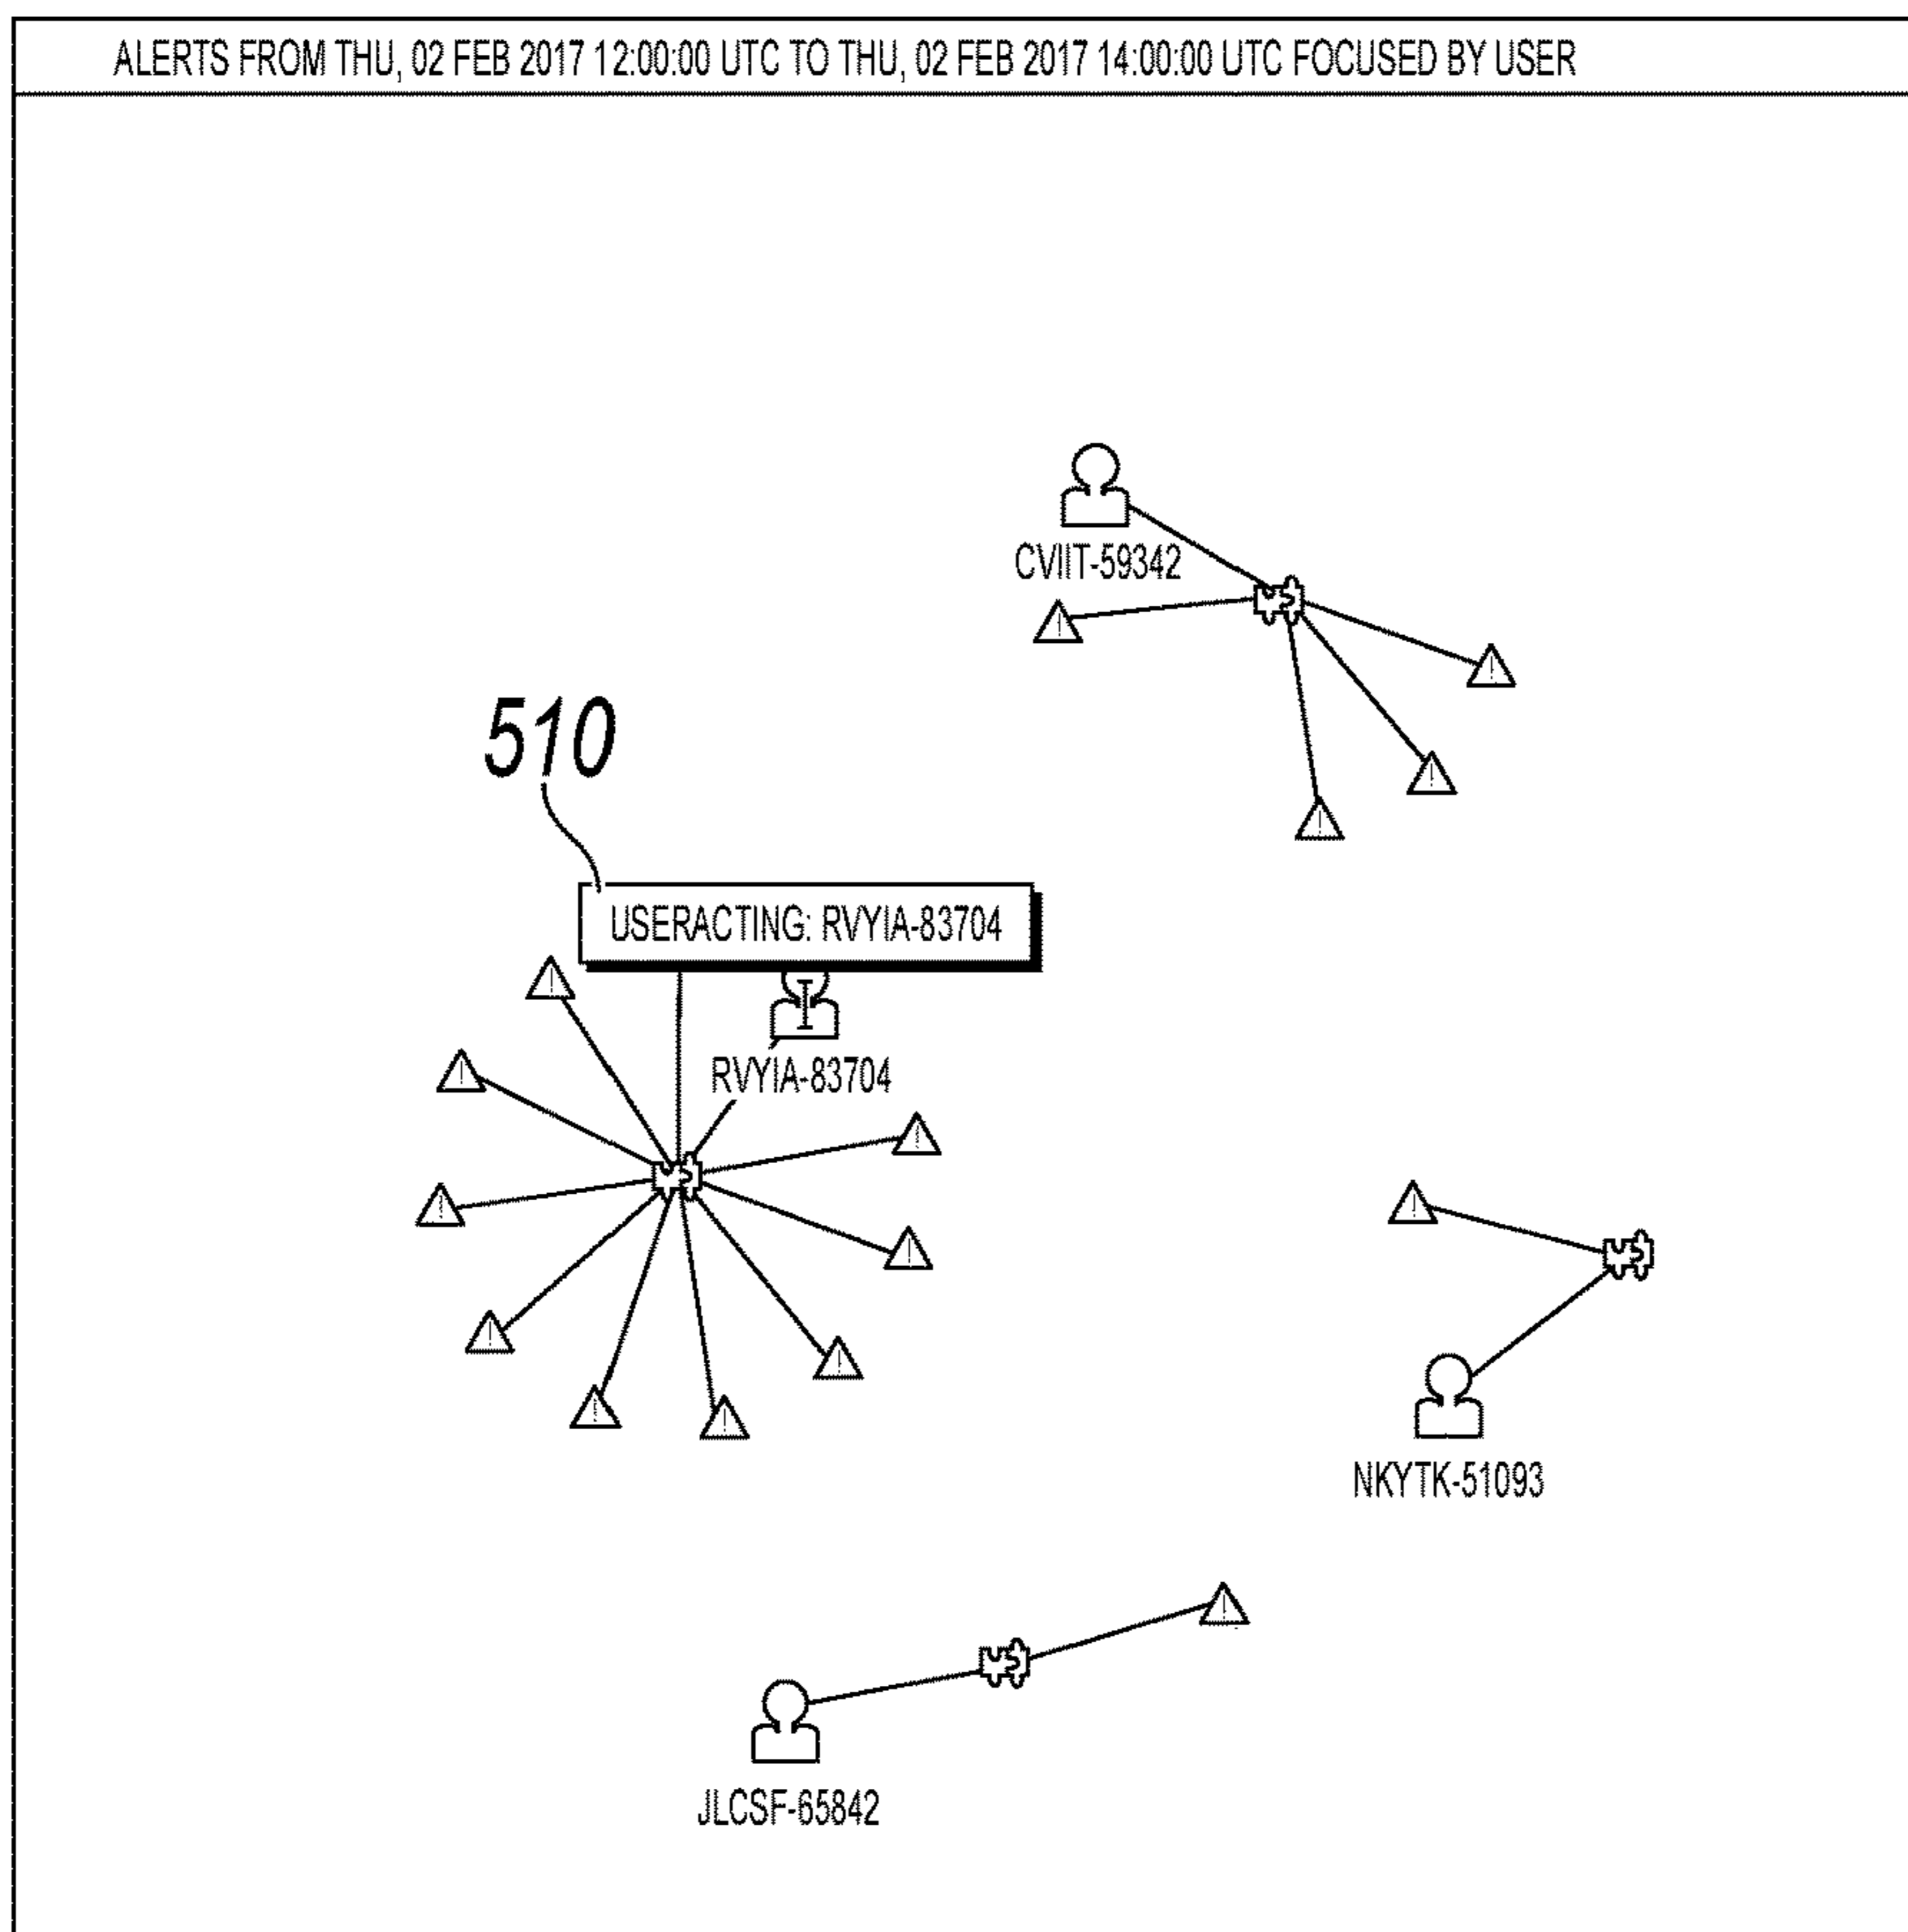 ALERTS FROM THU, 02 FEB 2017 12:00:00 UTC TO THU, 02 FEB 2017 14:00:00 UTC FOCUSED BY USER
CVIIT-59342
510
USERACTING: RVYIA-83704
RVYIA-83704
NKYTK-51093
JLCSF-65842